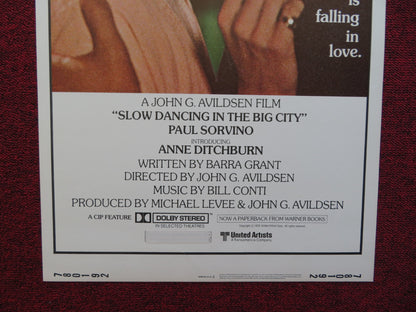 is
falling
in
love.
A JOHN G. AVILDSEN FILM
"SLOW DANCING IN THE BIG CITY"
PAUL SORVINO
INTRODUCING
ANNE DITCHBURN
WRITTEN BY BARRA GRANT
DIRECTED BY JOHN G. AVILDSEN
MUSIC BY BILL CONTI
PRODUCED BY MICHAEL LEVEE & JOHN G. AVILDSEN
A CIP FEATURE DOLBY STEREO NOW A PAPERBACK FROM WARNER BOOKS
IN SELECTED THEATRES
T United Artists
A Transamerica Company
780192 780192